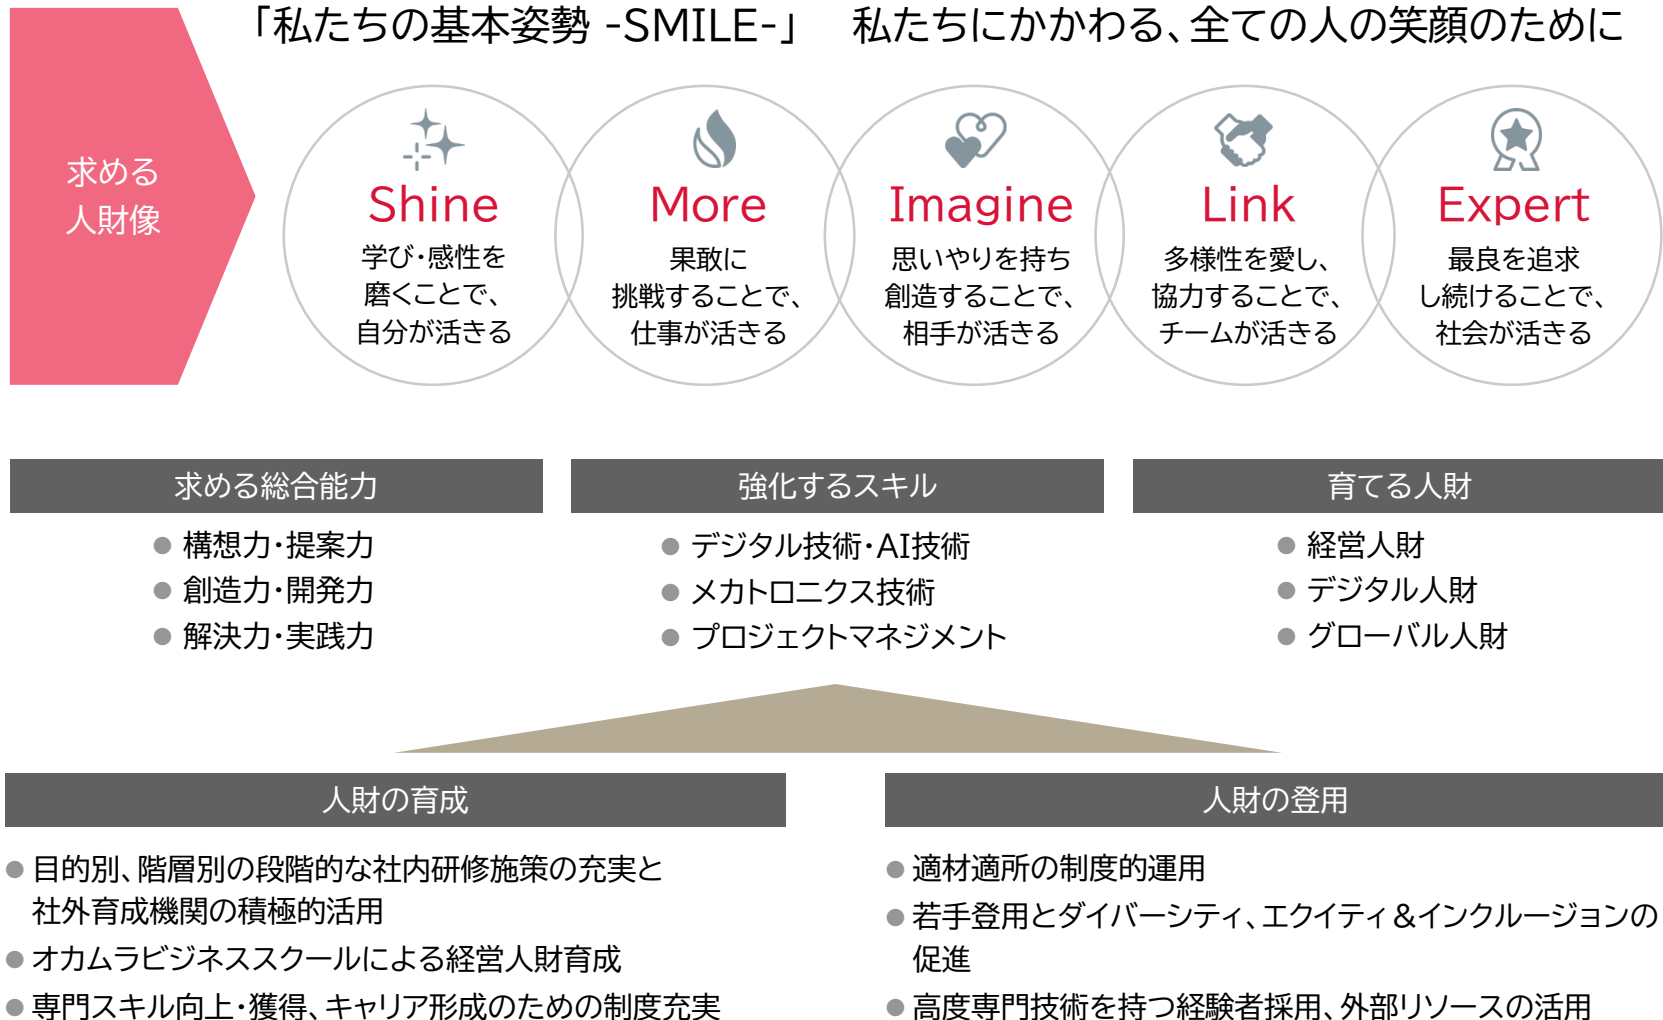 「私たちの基本姿勢 -SMILE-」　私たちにかかわる、全ての人の笑顔のために
求める
人財像
Shine
学び・感性を
磨くことで、
自分が活きる
More
果敢に
挑戦することで、
仕事が活きる
Imagine
思いやりを持ち
創造することで、
相手が活きる
Link
多様性を愛し、
協力することで、
チームが活きる
Expert
最良を追求
し続けることで、
社会が活きる
求める総合能力
● 構想力・提案力
● 創造力・開発力
● 解決力・実践力
強化するスキル
● デジタル技術・AI技術
● メカトロニクス技術
● プロジェクトマネジメント
育てる人財
● 経営人財
● デジタル人財
● グローバル人財
人財の育成
● 目的別、階層別の段階的な社内研修施策の充実と
社外育成機関の積極的活用
● オカムラビジネススクールによる経営人財育成
● 専門スキル向上・獲得、キャリア形成のための制度充実
人財の登用
● 適材適所の制度的運用
● 若手登用とダイバーシティ、エクイティ＆インクルージョンの
促進
● 高度専門技術を持つ経験者採用、外部リソースの活用